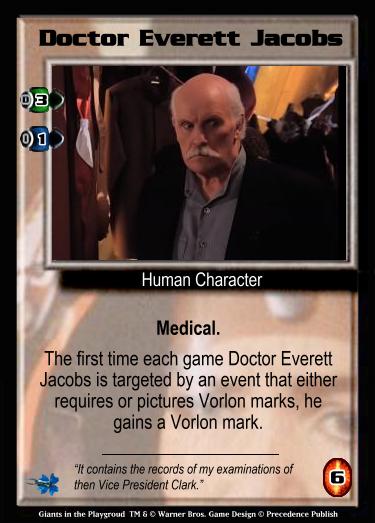 Doctor Everett Jacobs
D 3
D 1
Human Character
Medical.
The first time each game Doctor Everett
Jacobs is targeted by an event that either
requires or pictures Vorlon marks, he
gains a Vorlon mark.
“It contains the records of my examinations of
then Vice President Clark.”
6
Giants in the Playgroud TM & © Warner Bros. Game Design © Precedence Publish